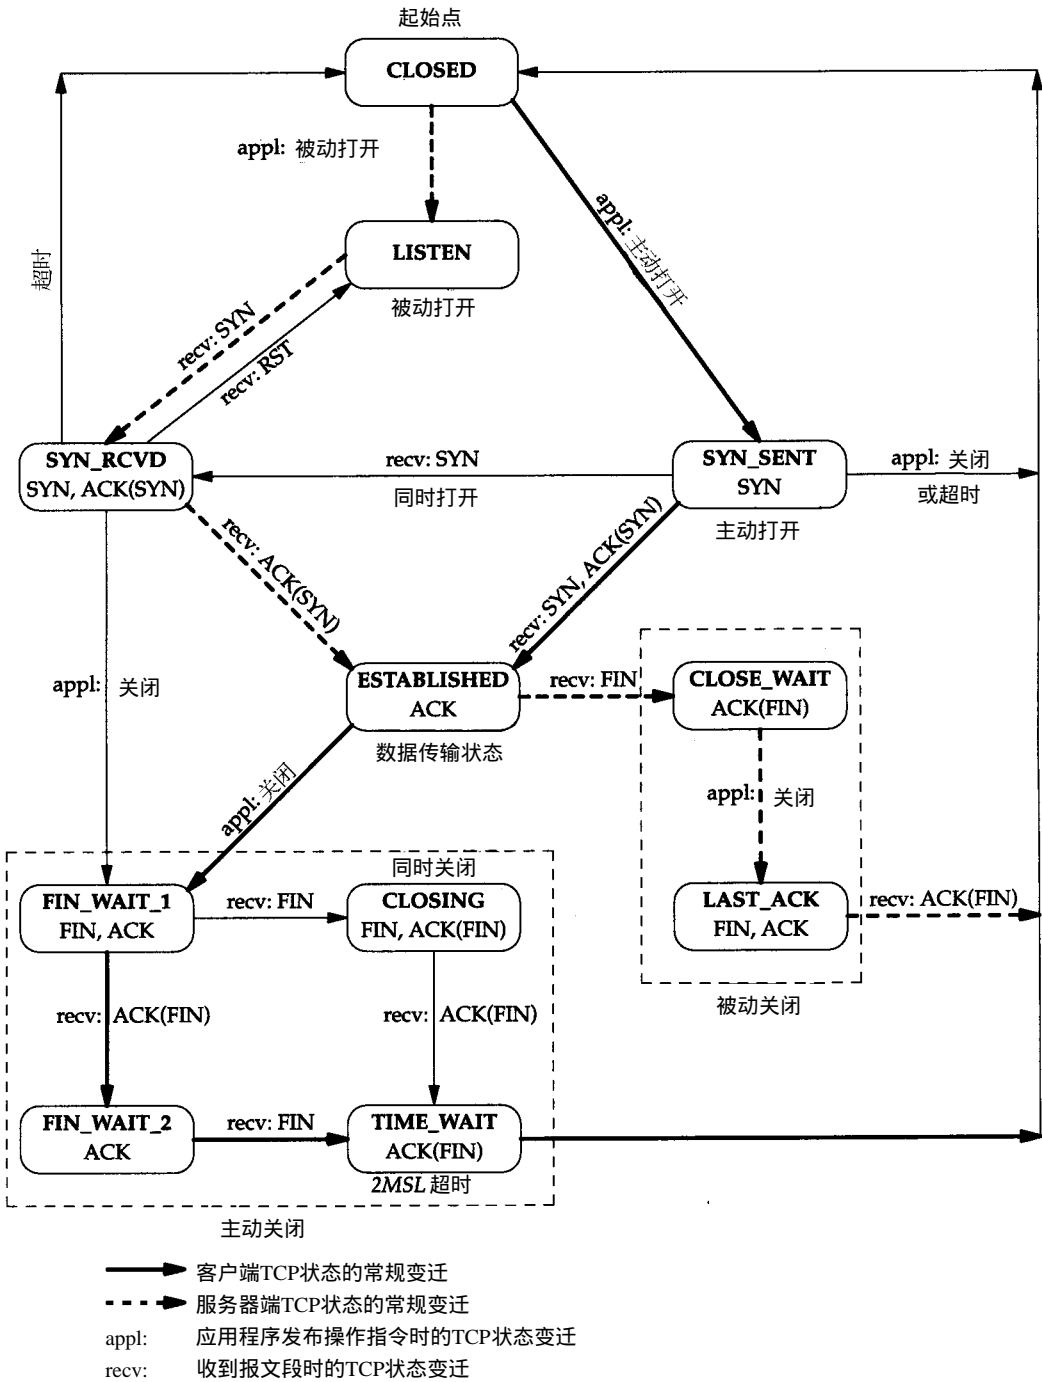 起始点
CLOSED
appl: 被动打开
appl: 主动打开
LISTEN
被动打开
超时
recv: SYN
recv: RST
SYN_RCVD
SYN, ACK(SYN)
recv: SYN
同时打开
SYN_SENT
SYN
主动打开
appl: 关闭
或超时
recv: ACK(SYN)
recv: SYN, ACK(SYN)
appl: 关闭
ESTABLISHED
ACK
数据传输状态
recv: FIN
CLOSE_WAIT
ACK(FIN)
appl: 关闭
appl: 关闭
同时关闭
FIN_WAIT_1
FIN, ACK
recv: FIN
CLOSING
FIN, ACK(FIN)
LAST_ACK
FIN, ACK
recv: ACK(FIN)
被动关闭
recv: ACK(FIN)
recv: ACK(FIN)
FIN_WAIT_2
ACK
recv: FIN
TIME_WAIT
ACK(FIN)
2MSL 超时
主动关闭
客户端TCP状态的常规变迁
服务器端TCP状态的常规变迁
appl: 应用程序发布操作指令时的TCP状态变迁
recv: 收到报文段时的TCP状态变迁